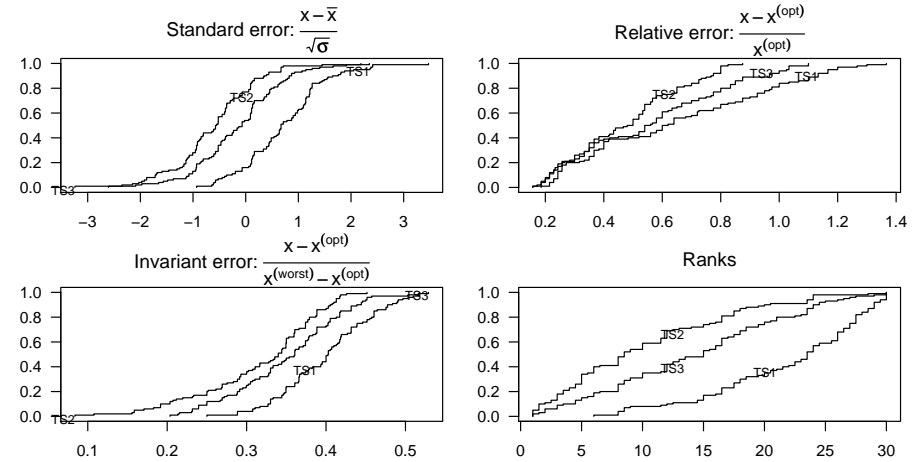 Standard error: x − x̅ / √σ
1.0
0.8
0.6
0.4
0.2
0.0
TS1
TS2
TS3
−3 −2 −1 0 1 2 3
Relative error: x − x(opt) / x(opt)
1.0
0.8
0.6
0.4
0.2
0.0
TS2
TS3
TS1
0.2 0.4 0.6 0.8 1.0 1.2 1.4
Invariant error: x − x(opt) / x(worst) − x(opt)
1.0
0.8
0.6
0.4
0.2
0.0
TS3
TS1
TS2
0.1 0.2 0.3 0.4 0.5
Ranks
1.0
0.8
0.6
0.4
0.2
0.0
TS2
TS3
TS1
0 5 10 15 20 25 30